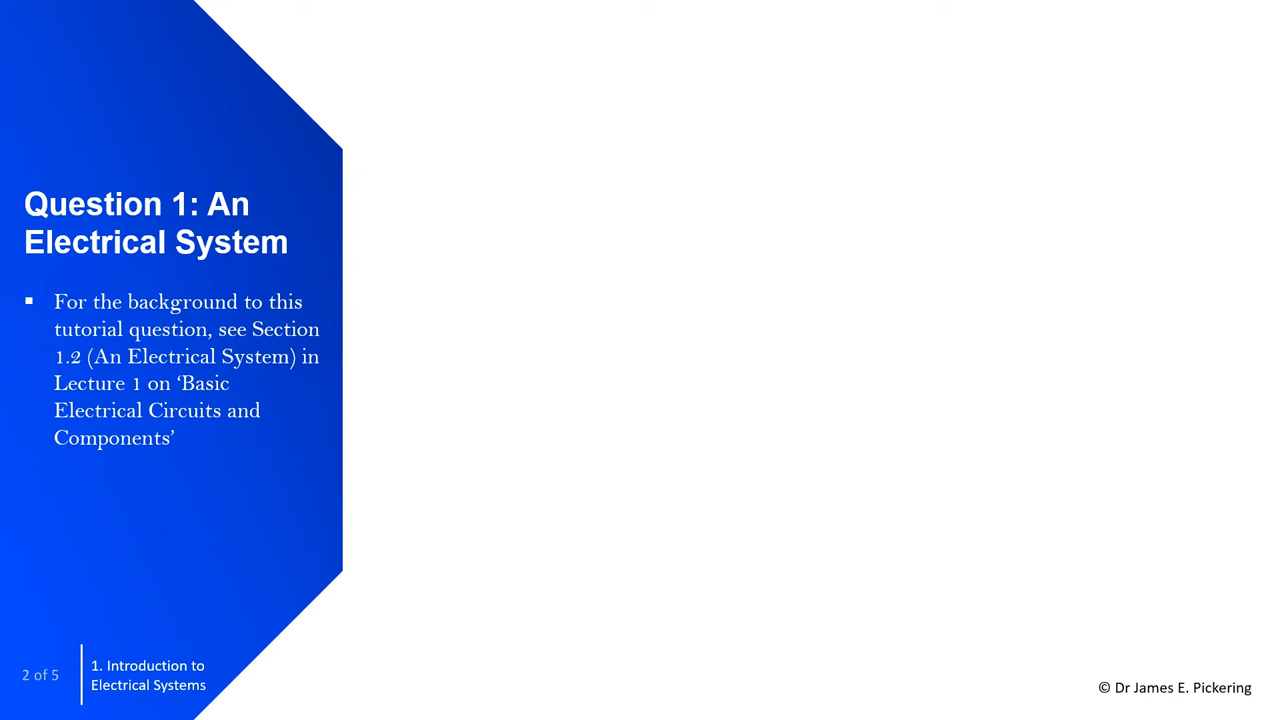 Question 1: An
Electrical System
▪ For the background to this
tutorial question, see Section
1.2 (An Electrical System) in
Lecture 1 on ‘Basic
Electrical Circuits and
Components’
2 of 5
1. Introduction to
Electrical Systems
© Dr James E. Pickering